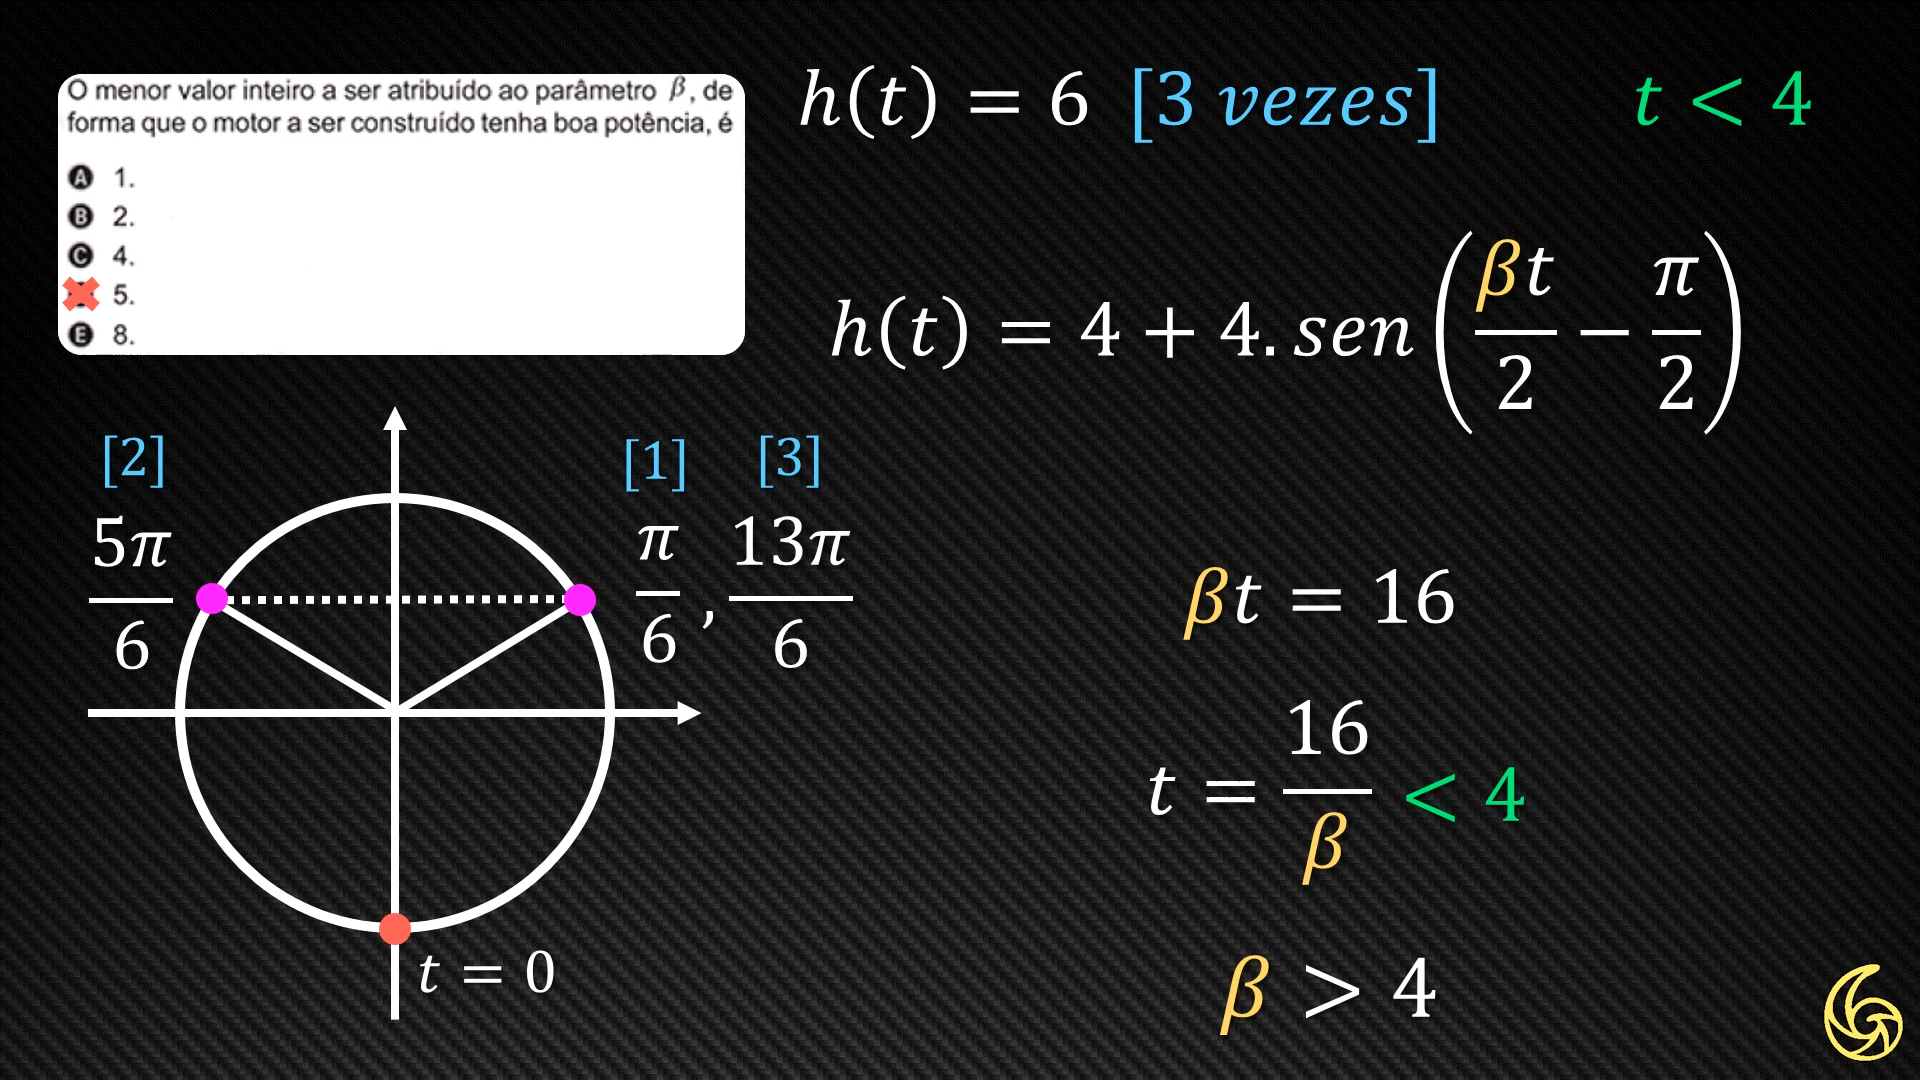 O menor valor inteiro a ser atribuído ao parâmetro β, de
forma que o motor a ser construído tenha boa potência, é
A 1.
B 2.
C 4.
5.
E 8.
h(t) = 6 [3 vezes] t < 4
h(t) = 4 + 4.sen(βt/2 − π/2)
[2] [1] [3]
5π/6 π/6 , 13π/6
t = 0
βt = 16
t = 16/β < 4
β > 4